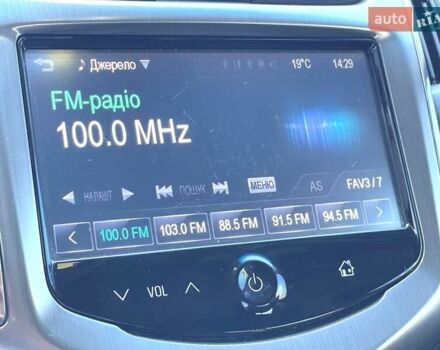 auto RIA
Джерело 19°C 14:29
FM-радіо
100.0 MHz
НАЛАШТ ПОШУК МЕНЮ AS FAV3/7
100.0 FM 103.0 FM 88.5 FM 91.5 FM 94.5 FM
VOL